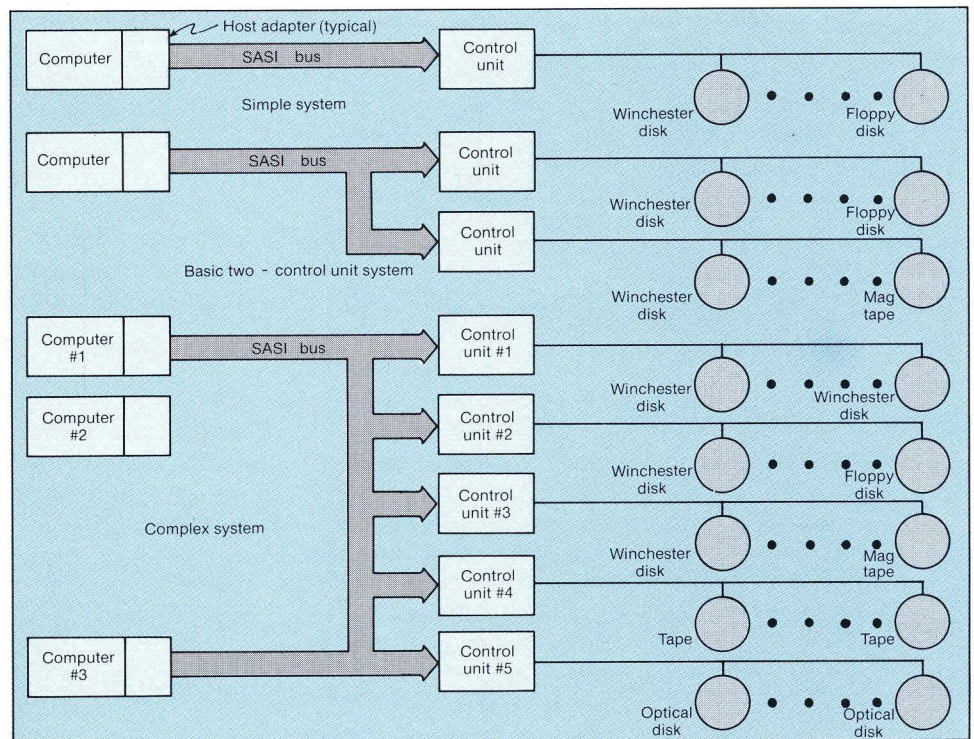 Host adapter (typical)
Computer
SASI bus
Control
unit
Winchester
disk
Floppy
disk
Simple system
Computer
SASI bus
Control
unit
Winchester
disk
Floppy
disk
Control
unit
Winchester
disk
Mag
tape
Basic two - control unit system
Computer
#1
SASI bus
Control
unit #1
Winchester
disk
Winchester
disk
Computer
#2
Control
unit #2
Winchester
disk
Floppy
disk
Complex system
Control
unit #3
Winchester
disk
Mag
tape
Control
unit #4
Tape
Tape
Computer
#3
Control
unit #5
Optical
disk
Optical
disk